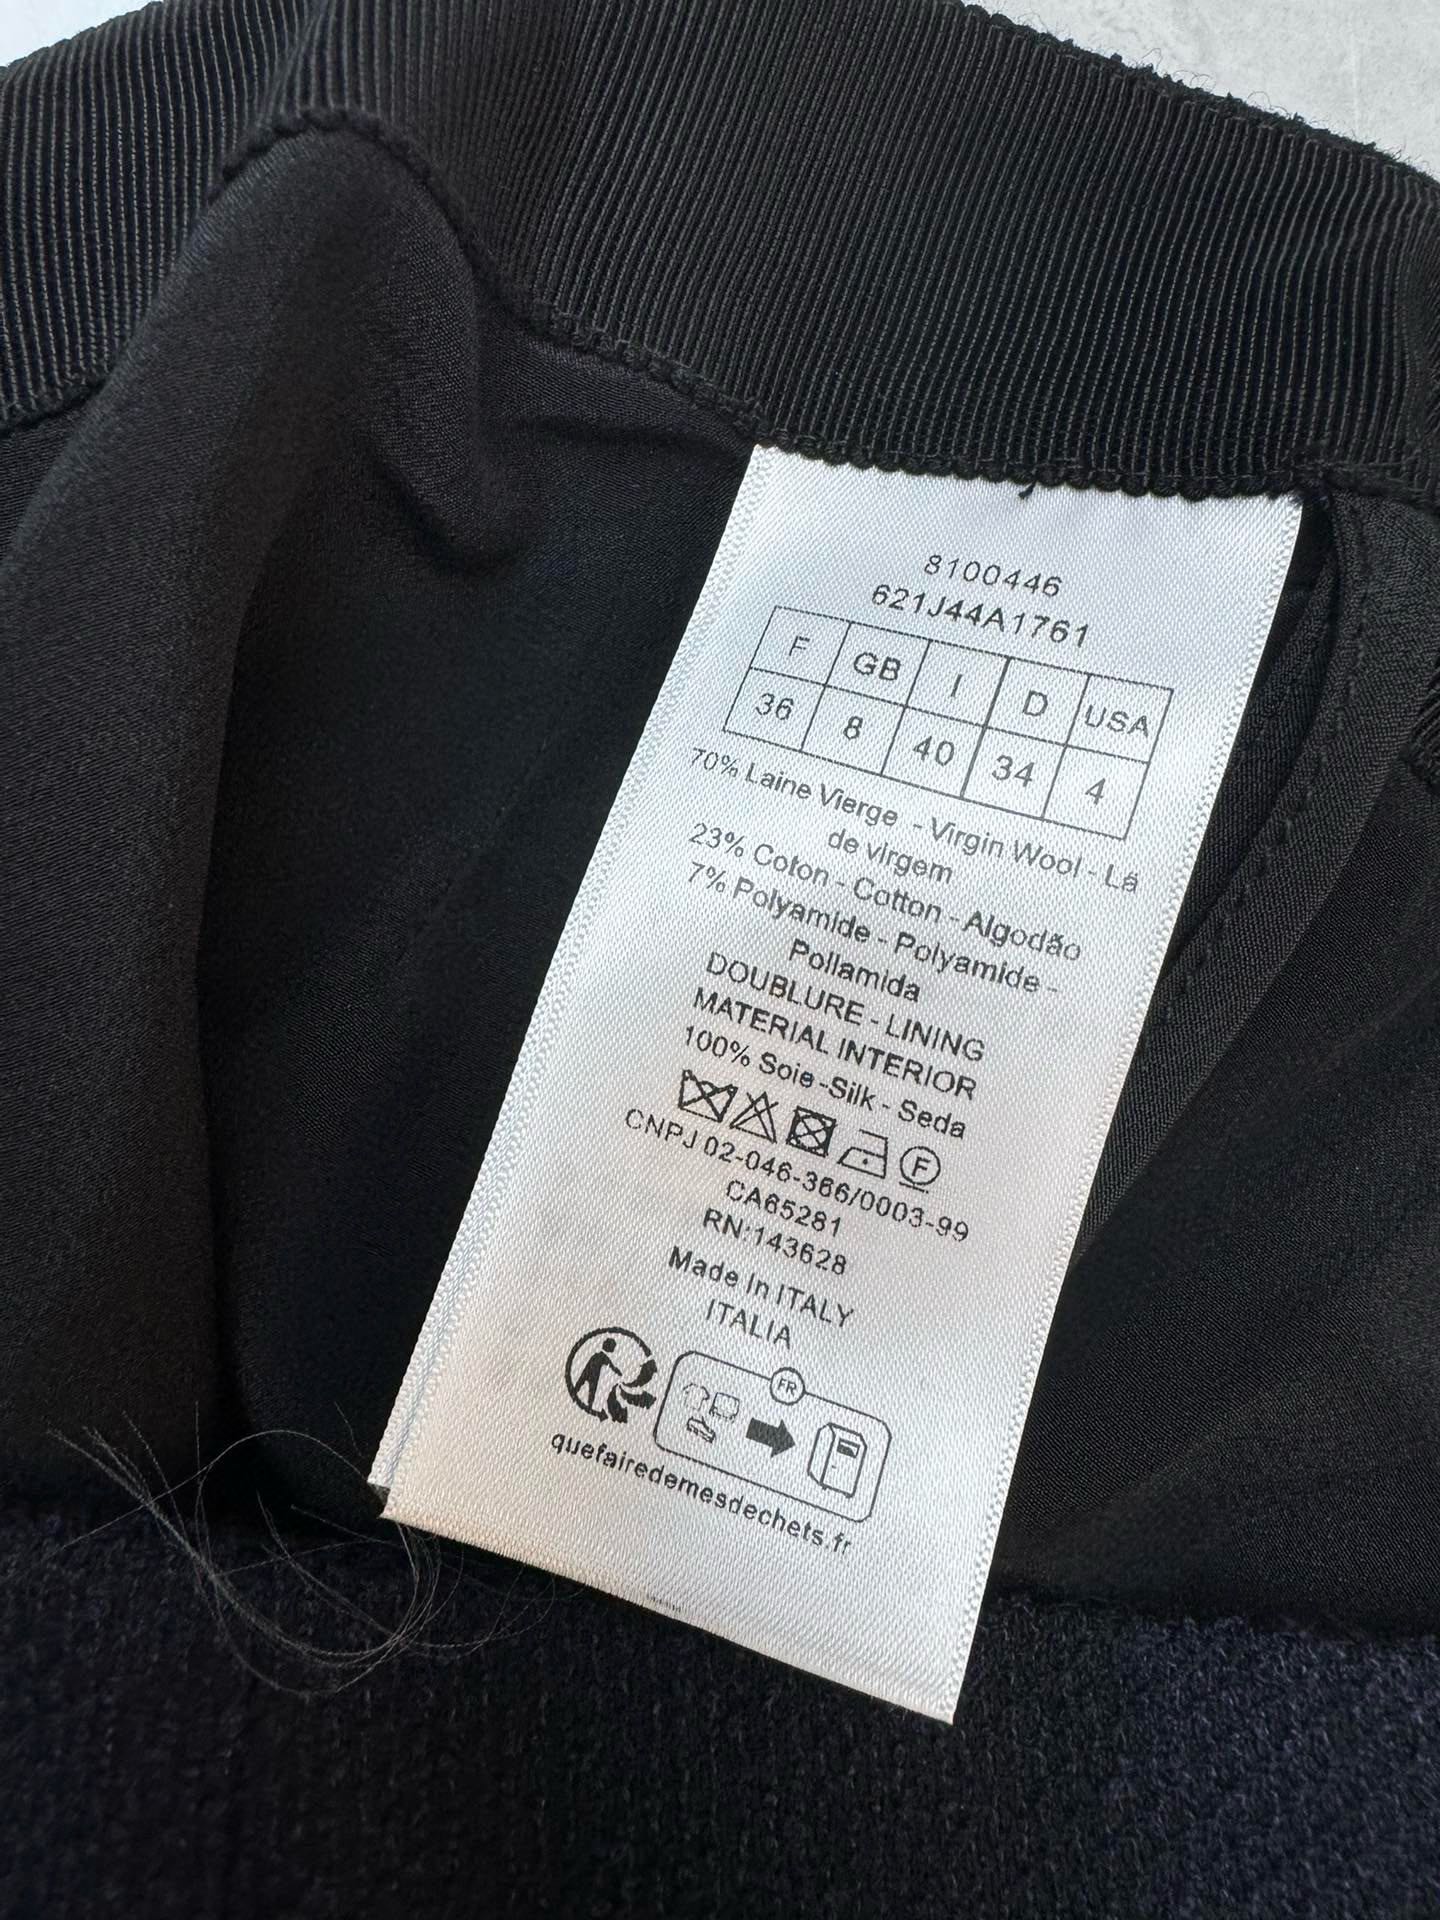 8100446
621J44A1761
F GB I D USA
36 8 40 34 4
70% Laine Vierge - Virgin Wool - Lã
de virgem
23% Coton - Cotton - Algodão
7% Polyamide - Polyamide -
Poliamida
DOUBLURE - LINING
MATERIAL INTERIOR
100% Soie -Silk - Seda
F
CNPJ 02-046-366/0003-99
CA65281
RN:143628
Made in ITALY
ITALIA
FR
quefairedemesdechets.fr